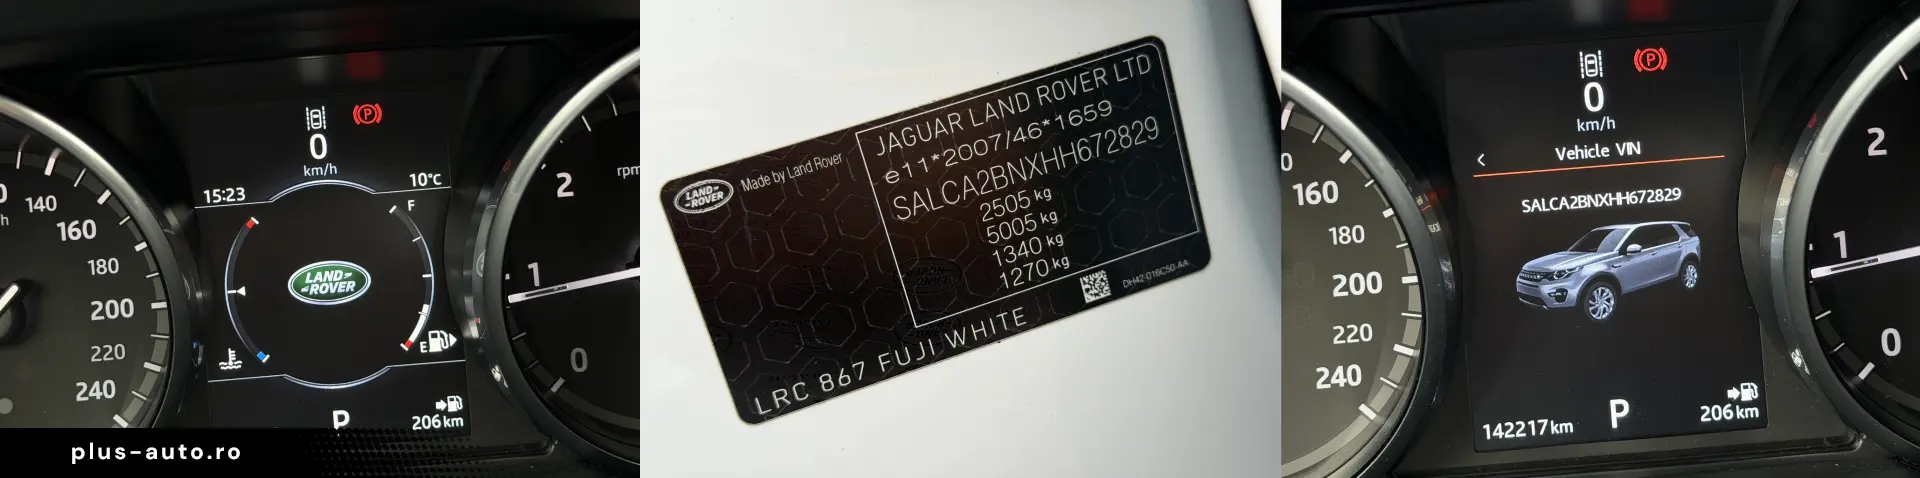 0
km/h
15:23
10°c
F
LAND-
-ROVER
E
P
206 km
140
160
180
200
220
240
2
rpm
1
0
plus-auto.ro
LAND-
-ROVER
Made by Land Rover
JAGUAR LAND ROVER LTD
e11*2007/46*1659
SALCA2BNXHH672829
2505 kg
5005 kg
1340 kg
1270 kg
DH42-016C50-AA
LRC 867 FUJI WHITE
160
180
200
220
240
P
0
km/h
Vehicle VIN
SALCA2BNXHH672829
142217 km
P
206 km
2
1
0